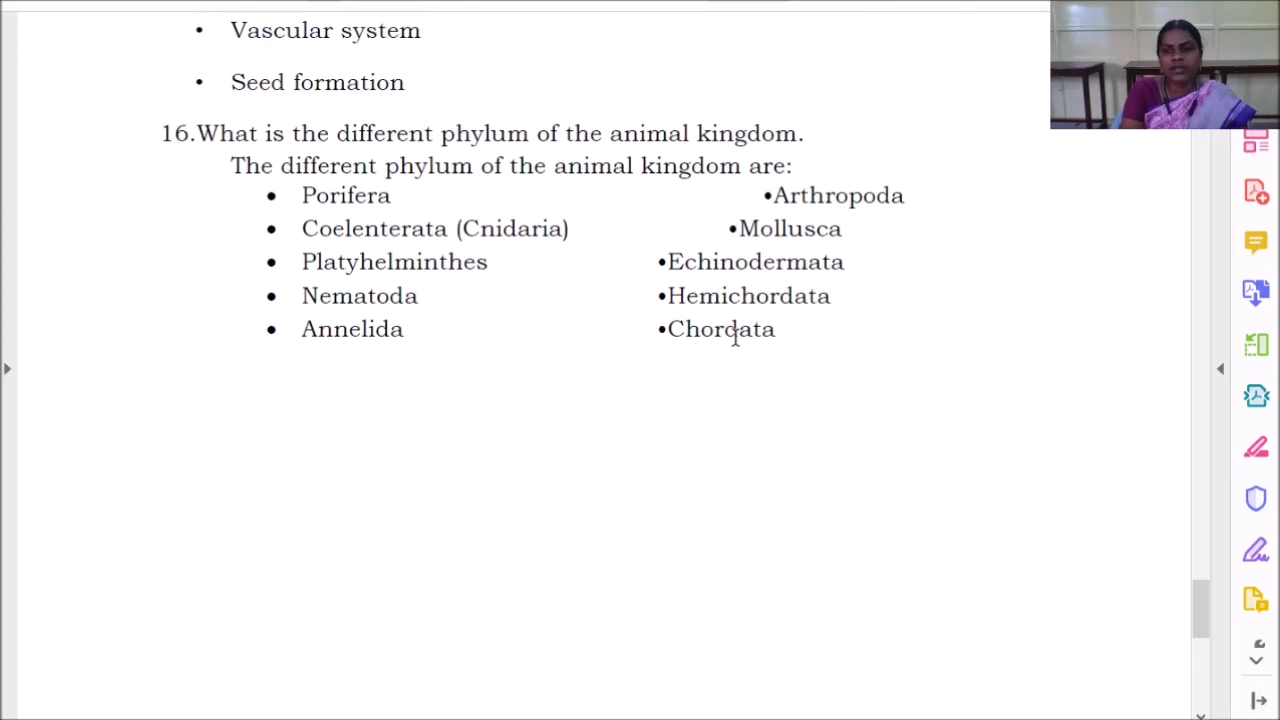 • Vascular system
• Seed formation
16.What is the different phylum of the animal kingdom.
The different phylum of the animal kingdom are:
• Porifera •Arthropoda
• Coelenterata (Cnidaria) •Mollusca
• Platyhelminthes •Echinodermata
• Nematoda •Hemichordata
• Annelida •Chordata